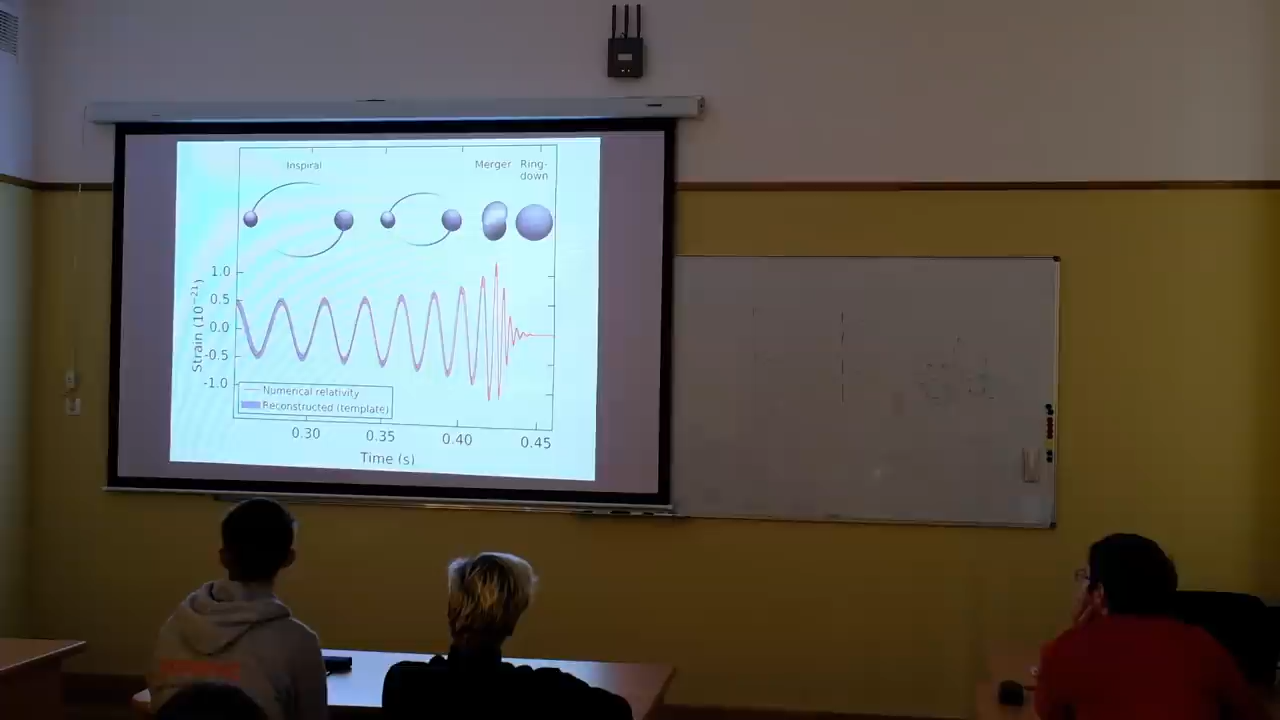 Inspiral
Merger
Ring-
down
1.0
0.5
0.0
-0.5
-1.0
Strain (10⁻²¹)
Numerical relativity
Reconstructed (template)
0.30 0.35 0.40 0.45
Time (s)